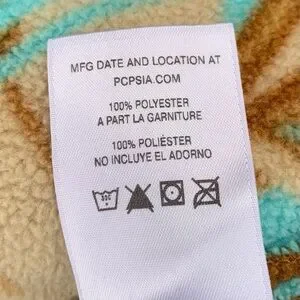 MFG DATE AND LOCATION AT
PCPSIA.COM
100% POLYESTER
A PART LA GARNITURE
100% POLIÉSTER
NO INCLUYE EL ADORNO